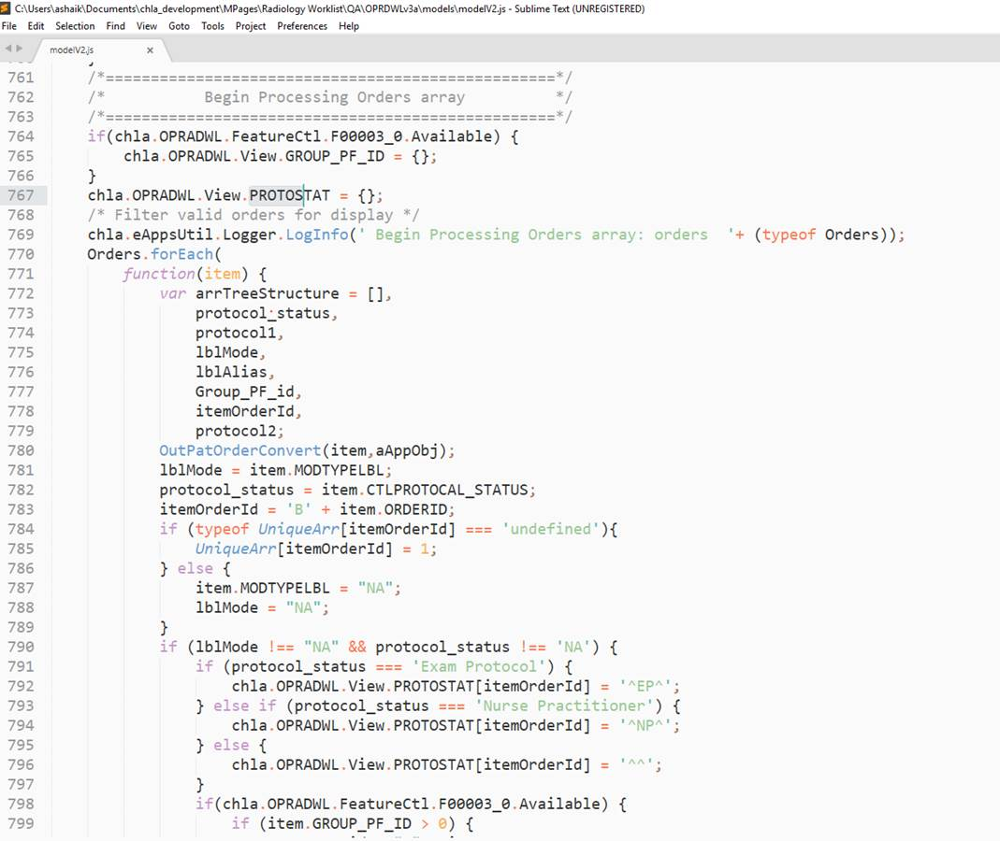 C:\Users\ashaik\Documents\chla_development\MPages\Radiology Worklist\QA\OPRDWLv3a\models\modelV2.js - Sublime Text (UNREGISTERED)
File Edit Selection Find View Goto Tools Project Preferences Help
modelV2.js ×
761 /*==================================================*/
762 /* Begin Processing Orders array */
763 /*==================================================*/
764 if(chla.OPRADWL.FeatureCtl.F00003_0.Available) {
765 chla.OPRADWL.View.GROUP_PF_ID = {};
766 }
767 chla.OPRADWL.View.PROTOSTAT = {};
768 /* Filter valid orders for display */
769 chla.eAppsUtil.Logger.LogInfo(' Begin Processing Orders array: orders '+ (typeof Orders));
770 Orders.forEach(
771 function(item) {
772 var arrTreeStructure = [],
773 protocol_status,
774 protocol1,
775 lblMode,
776 lblAlias,
777 Group_PF_id,
778 itemOrderId,
779 protocol2;
780 OutPatOrderConvert(item,aAppObj);
781 lblMode = item.MODTYPELBL;
782 protocol_status = item.CTLPROTOCAL_STATUS;
783 itemOrderId = 'B' + item.ORDERID;
784 if (typeof UniqueArr[itemOrderId] === 'undefined'){
785 UniqueArr[itemOrderId] = 1;
786 } else {
787 item.MODTYPELBL = "NA";
788 lblMode = "NA";
789 }
790 if (lblMode !== "NA" && protocol_status !== 'NA') {
791 if (protocol_status === 'Exam Protocol') {
792 chla.OPRADWL.View.PROTOSTAT[itemOrderId] = '^EP^';
793 } else if (protocol_status === 'Nurse Practitioner') {
794 chla.OPRADWL.View.PROTOSTAT[itemOrderId] = '^NP^';
795 } else {
796 chla.OPRADWL.View.PROTOSTAT[itemOrderId] = '^^';
797 }
798 if(chla.OPRADWL.FeatureCtl.F00003_0.Available) {
799 if (item.GROUP_PF_ID > 0) {